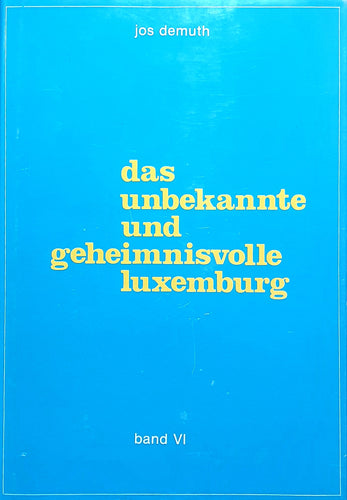 jos demuth
das
unbekannte
und
geheimnisvolle
luxemburg
band VI